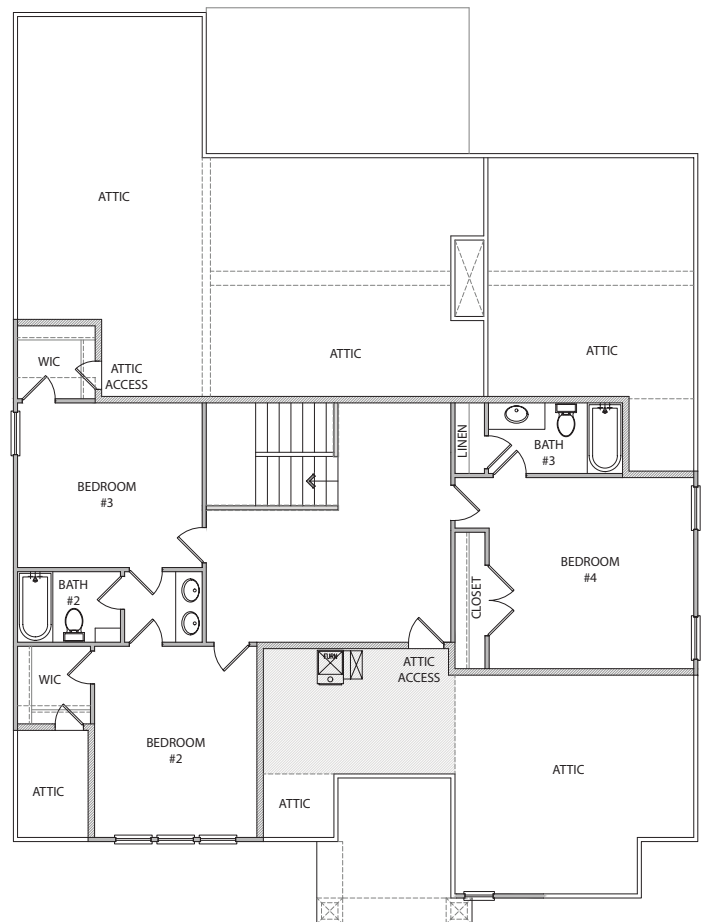 ATTIC
ATTIC
ATTIC
WIC
ATTIC
ACCESS
LINEN
BATH
#3
BEDROOM
#3
BEDROOM
#4
BATH
#2
CLOSET
FURN
ATTIC
ACCESS
WIC
BEDROOM
#2
ATTIC
ATTIC
ATTIC